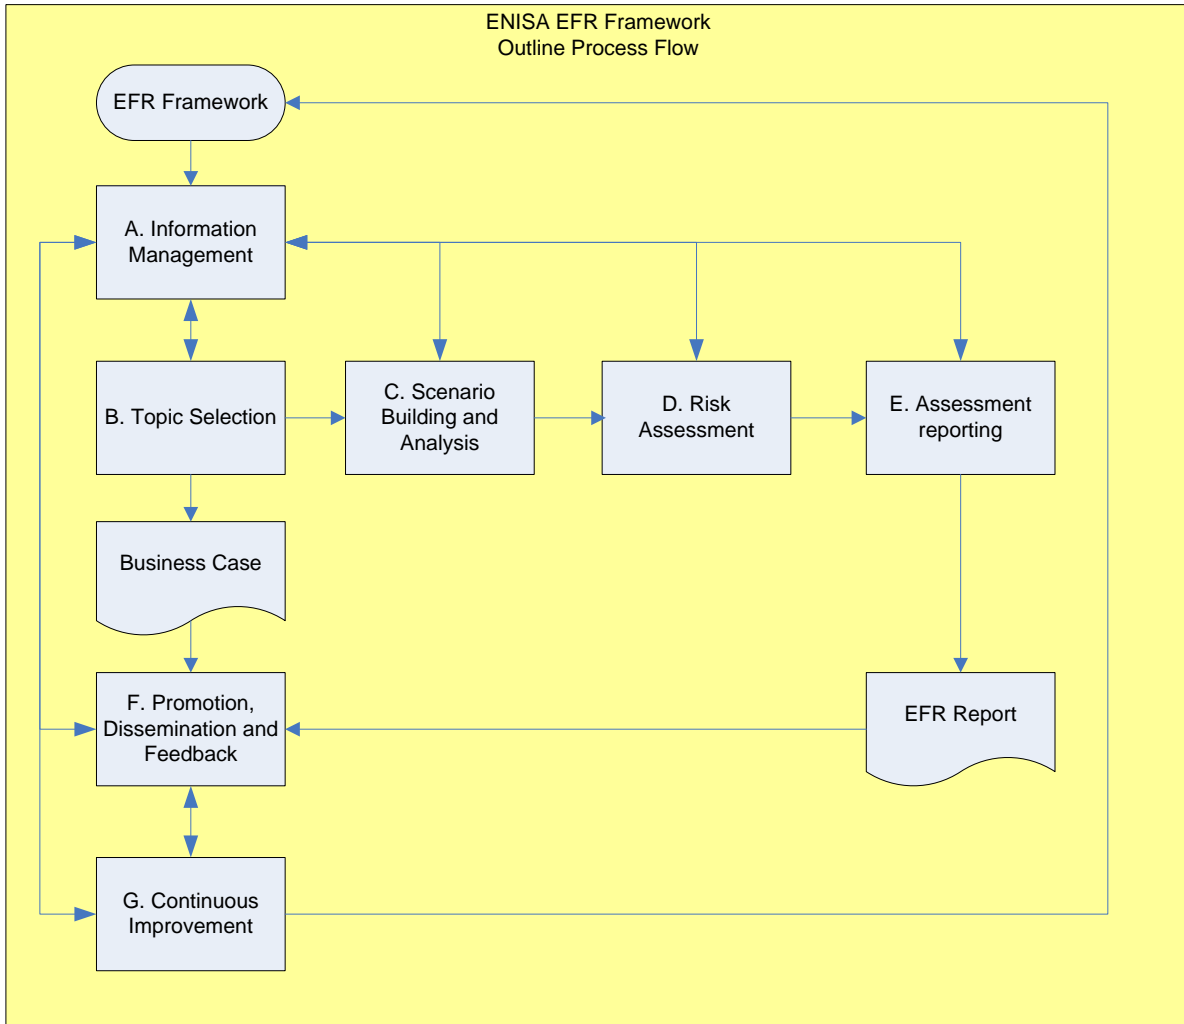 ENISA EFR Framework
Outline Process Flow
EFR Framework
A. Information
Management
B. Topic Selection
C. Scenario
Building and
Analysis
D. Risk
Assessment
E. Assessment
reporting
Business Case
F. Promotion,
Dissemination and
Feedback
EFR Report
G. Continuous
Improvement